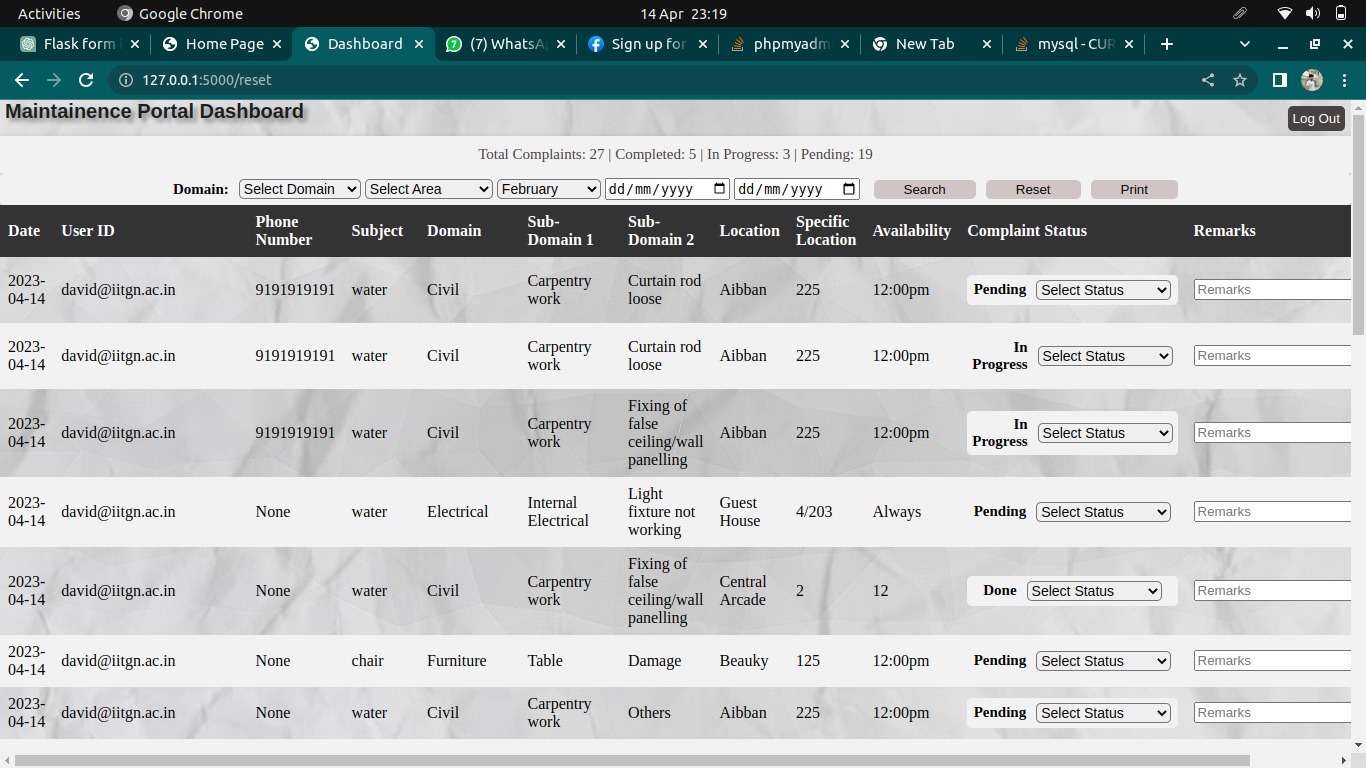 Activities Google Chrome 14 Apr 23:19
Flask form Home Page Dashboard (7) WhatsA Sign up for phpmyadm New Tab mysql - CUR
127.0.0.1:5000/reset
Maintainence Portal Dashboard
Log Out
Total Complaints: 27 | Completed: 5 | In Progress: 3 | Pending: 19
Domain: Select Domain Select Area February dd/mm/yyyy dd/mm/yyyy Search Reset Print
Date User ID Phone Number Subject Domain Sub-Domain 1 Sub-Domain 2 Location Specific Location Availability Complaint Status Remarks
2023-04-14 david@iitgn.ac.in 9191919191 water Civil Carpentry work Curtain rod loose Aibban 225 12:00pm Pending Select Status Remarks
2023-04-14 david@iitgn.ac.in 9191919191 water Civil Carpentry work Curtain rod loose Aibban 225 12:00pm In Progress Select Status Remarks
2023-04-14 david@iitgn.ac.in 9191919191 water Civil Carpentry work Fixing of false ceiling/wall panelling Aibban 225 12:00pm In Progress Select Status Remarks
2023-04-14 david@iitgn.ac.in None water Electrical Internal Electrical Light fixture not working Guest House 4/203 Always Pending Select Status Remarks
2023-04-14 david@iitgn.ac.in None water Civil Carpentry work Fixing of false ceiling/wall panelling Central Arcade 2 12 Done Select Status Remarks
2023-04-14 david@iitgn.ac.in None chair Furniture Table Damage Beauky 125 12:00pm Pending Select Status Remarks
2023-04-14 david@iitgn.ac.in None water Civil Carpentry work Others Aibban 225 12:00pm Pending Select Status Remarks